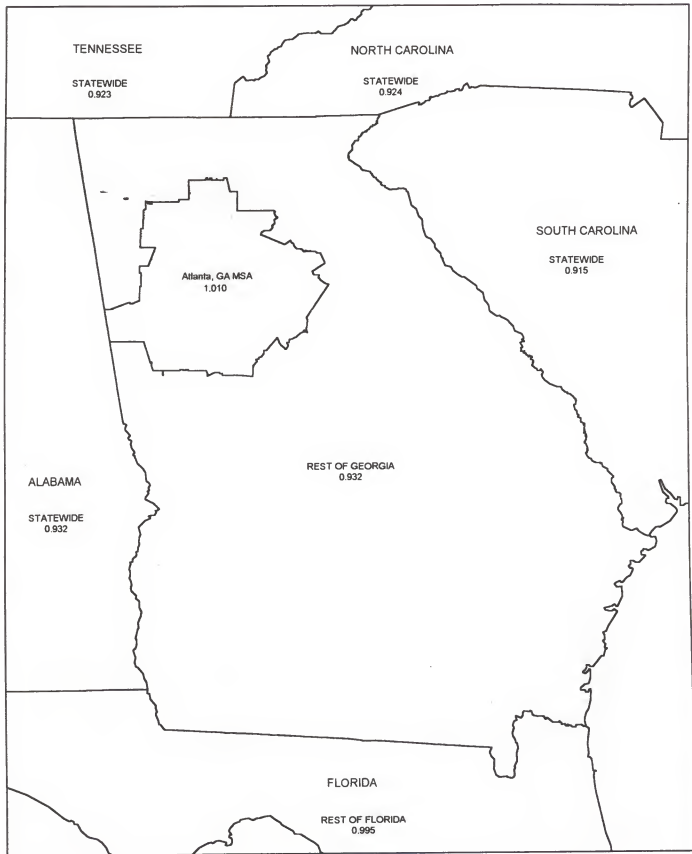 TENNESSEE
STATEWIDE
0.923
NORTH CAROLINA
STATEWIDE
0.924
SOUTH CAROLINA
STATEWIDE
0.915
Atlanta, GA MSA
1.010
REST OF GEORGIA
0.932
ALABAMA
STATEWIDE
0.932
FLORIDA
REST OF FLORIDA
0.995